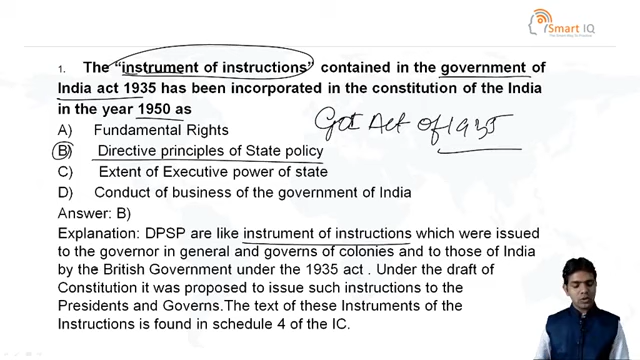 Smart IQ
1. The "instrument of instructions" contained in the government of
India act 1935 has been incorporated in the constitution of the India
in the year 1950 as
Gov Act of 1935
A) Fundamental Rights
B) Directive principles of State policy
C) Extent of Executive power of state
D) Conduct of business of the government of India
Answer: B)
Explanation: DPSP are like instrument of instructions which were issued
to the governor in general and governs of colonies and to those of India
by the British Government under the 1935 act . Under the draft of
Constitution it was proposed to issue such instructions to the
Presidents and Governs.The text of these Instruments of the
Instructions is found in schedule 4 of the IC.